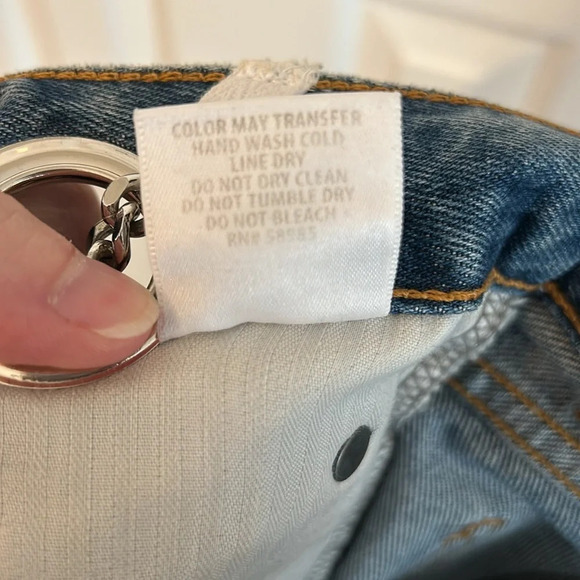 COLOR MAY TRANSFER
HAND WASH COLD
LINE DRY
DO NOT DRY CLEAN
DO NOT TUMBLE DRY
DO NOT BLEACH
RN# 58985